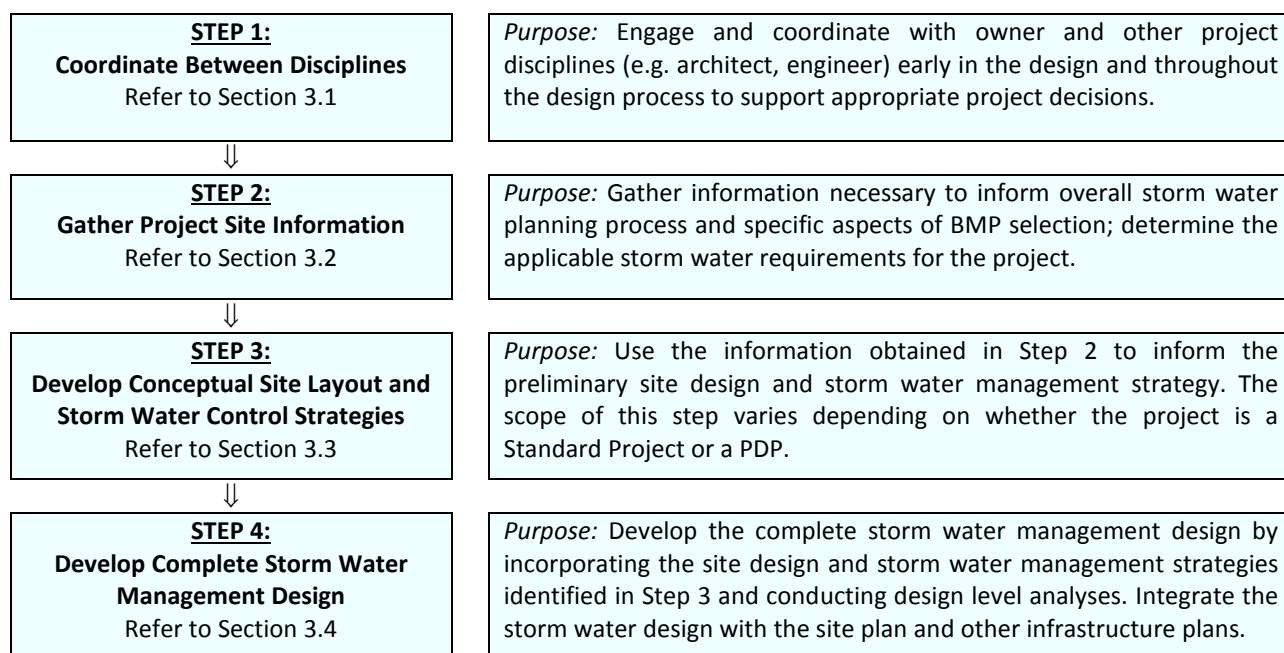 STEP 1:
Coordinate Between Disciplines
Refer to Section 3.1
Purpose: Engage and coordinate with owner and other project
disciplines (e.g. architect, engineer) early in the design and throughout
the design process to support appropriate project decisions.
⇓
STEP 2:
Gather Project Site Information
Refer to Section 3.2
Purpose: Gather information necessary to inform overall storm water
planning process and specific aspects of BMP selection; determine the
applicable storm water requirements for the project.
⇓
STEP 3:
Develop Conceptual Site Layout and
Storm Water Control Strategies
Refer to Section 3.3
Purpose: Use the information obtained in Step 2 to inform the
preliminary site design and storm water management strategy. The
scope of this step varies depending on whether the project is a
Standard Project or a PDP.
⇓
STEP 4:
Develop Complete Storm Water
Management Design
Refer to Section 3.4
Purpose: Develop the complete storm water management design by
incorporating the site design and storm water management strategies
identified in Step 3 and conducting design level analyses. Integrate the
storm water design with the site plan and other infrastructure plans.